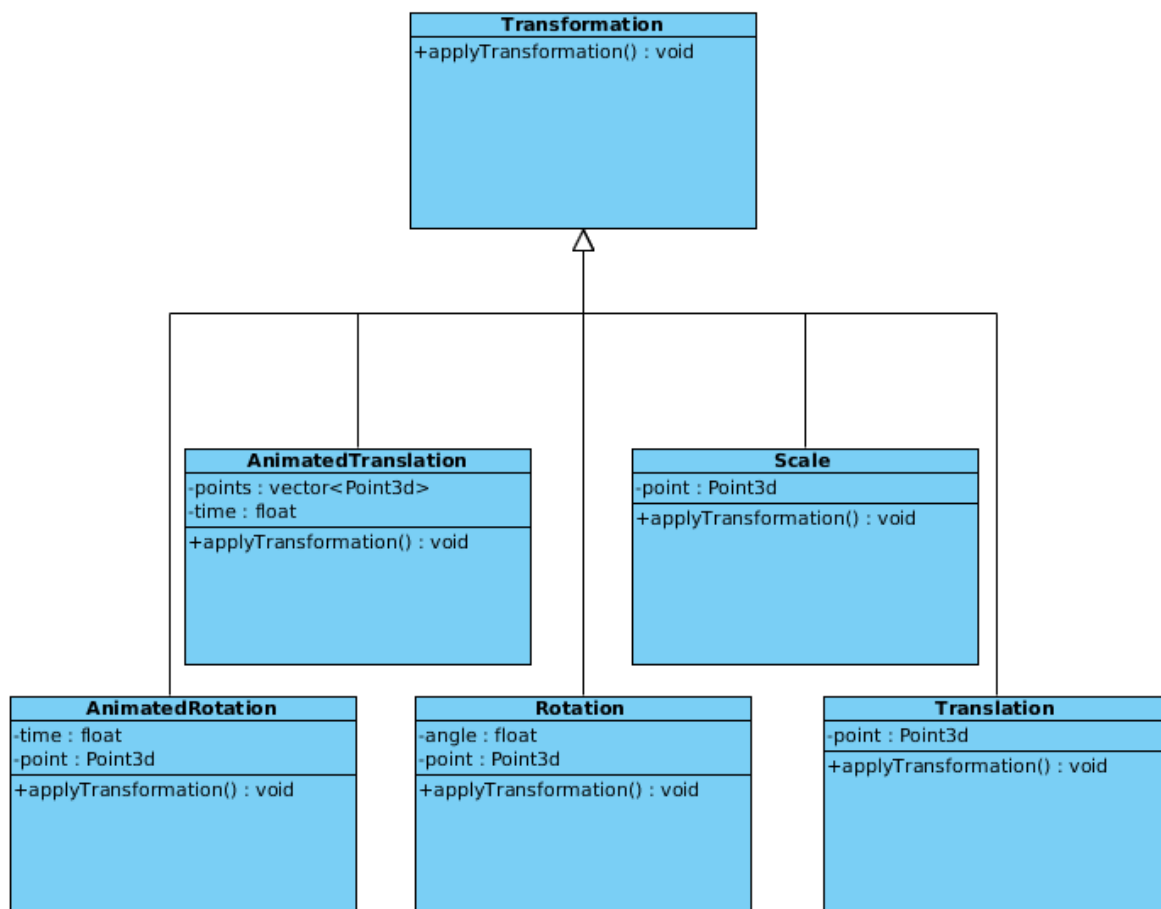 Transformation
+applyTransformation() : void
AnimatedTranslation
-points : vector<Point3d>
-time : float
+applyTransformation() : void
Scale
-point : Point3d
+applyTransformation() : void
AnimatedRotation
-time : float
-point : Point3d
+applyTransformation() : void
Rotation
-angle : float
-point : Point3d
+applyTransformation() : void
Translation
-point : Point3d
+applyTransformation() : void